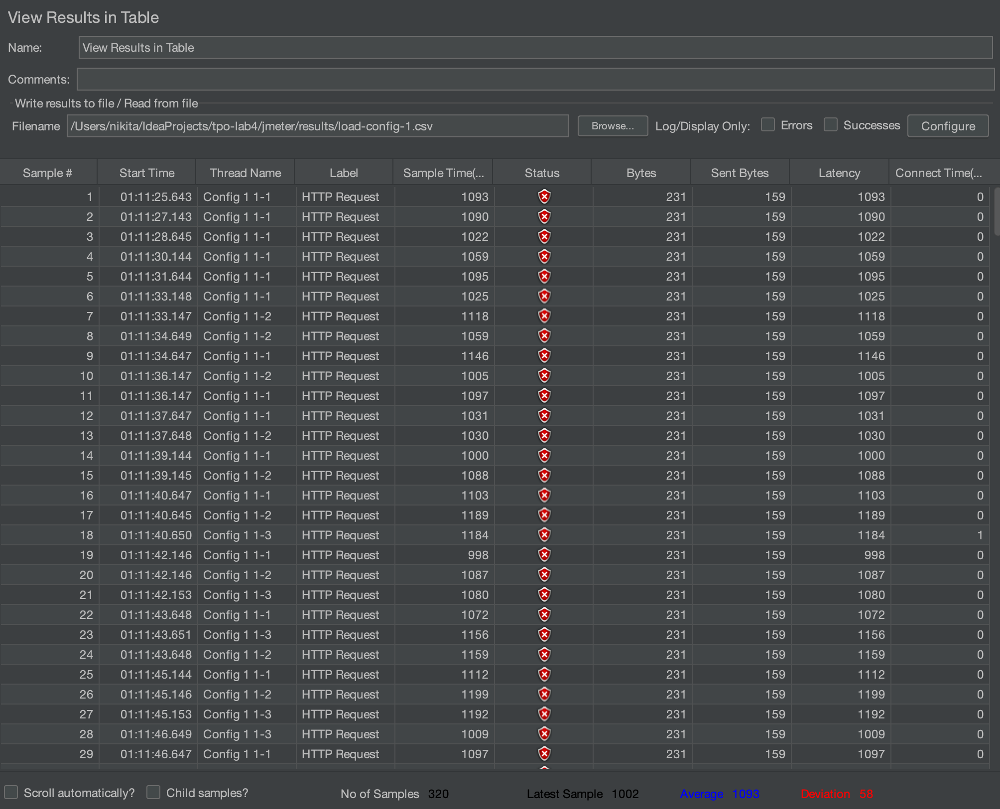 View Results in Table
Name: View Results in Table
Comments:
Write results to file / Read from file
Filename /Users/nikita/IdeaProjects/tpo-lab4/jmeter/results/load-config-1.csv Browse... Log/Display Only: Errors Successes Configure
Sample # Start Time Thread Name Label Sample Time(... Status Bytes Sent Bytes Latency Connect Time(...
1 01:11:25.643 Config 1 1-1 HTTP Request 1093 231 159 1093 0
2 01:11:27.143 Config 1 1-1 HTTP Request 1090 231 159 1090 0
3 01:11:28.645 Config 1 1-1 HTTP Request 1022 231 159 1022 0
4 01:11:30.144 Config 1 1-1 HTTP Request 1059 231 159 1059 0
5 01:11:31.644 Config 1 1-1 HTTP Request 1095 231 159 1095 0
6 01:11:33.148 Config 1 1-1 HTTP Request 1025 231 159 1025 0
7 01:11:33.147 Config 1 1-2 HTTP Request 1118 231 159 1118 0
8 01:11:34.649 Config 1 1-2 HTTP Request 1059 231 159 1059 0
9 01:11:34.647 Config 1 1-1 HTTP Request 1146 231 159 1146 0
10 01:11:36.147 Config 1 1-2 HTTP Request 1005 231 159 1005 0
11 01:11:36.147 Config 1 1-1 HTTP Request 1097 231 159 1097 0
12 01:11:37.647 Config 1 1-1 HTTP Request 1031 231 159 1031 0
13 01:11:37.648 Config 1 1-2 HTTP Request 1030 231 159 1030 0
14 01:11:39.144 Config 1 1-1 HTTP Request 1000 231 159 1000 0
15 01:11:39.145 Config 1 1-2 HTTP Request 1088 231 159 1088 0
16 01:11:40.647 Config 1 1-1 HTTP Request 1103 231 159 1103 0
17 01:11:40.645 Config 1 1-2 HTTP Request 1189 231 159 1189 0
18 01:11:40.650 Config 1 1-3 HTTP Request 1184 231 159 1184 1
19 01:11:42.146 Config 1 1-1 HTTP Request 998 231 159 998 0
20 01:11:42.146 Config 1 1-2 HTTP Request 1087 231 159 1087 0
21 01:11:42.153 Config 1 1-3 HTTP Request 1080 231 159 1080 0
22 01:11:43.648 Config 1 1-1 HTTP Request 1072 231 159 1072 0
23 01:11:43.651 Config 1 1-3 HTTP Request 1156 231 159 1156 0
24 01:11:43.648 Config 1 1-2 HTTP Request 1159 231 159 1159 0
25 01:11:45.144 Config 1 1-1 HTTP Request 1112 231 159 1112 0
26 01:11:45.146 Config 1 1-2 HTTP Request 1199 231 159 1199 0
27 01:11:45.153 Config 1 1-3 HTTP Request 1192 231 159 1192 0
28 01:11:46.649 Config 1 1-3 HTTP Request 1009 231 159 1009 0
29 01:11:46.647 Config 1 1-1 HTTP Request 1097 231 159 1097 0
Scroll automatically? Child samples? No of Samples 320 Latest Sample 1002 Average 1093 Deviation 58